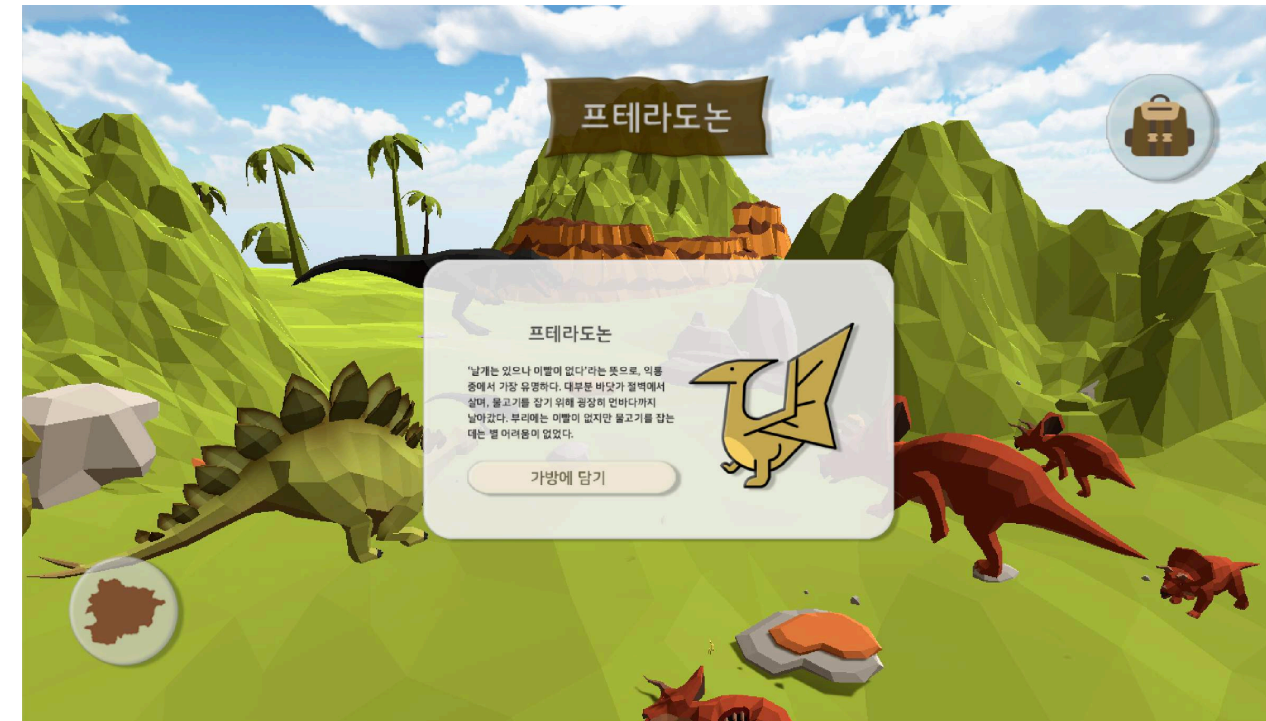 프테라도논
프테라도논
'날개는 있으나 이빨이 없다'라는 뜻으로, 익룡
중에서 가장 유명하다. 대부분 바닷가 절벽에서
살며, 물고기를 잡기 위해 굉장히 먼바다까지
날아갔다. 부리에는 이빨이 없지만 물고기를 잡는
데는 별 어려움이 없었다.
가방에 담기